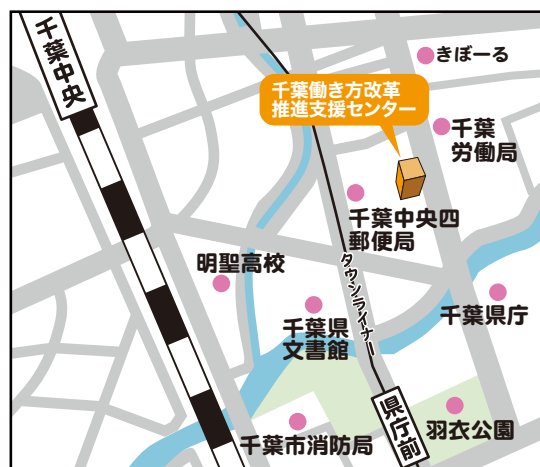 千葉中央
きぼーる
千葉働き方改革
推進支援センター
千葉
労働局
千葉中央四
郵便局
明聖高校
タウンライナー
千葉県
文書館
千葉県庁
県庁前
羽衣公園
千葉市消防局